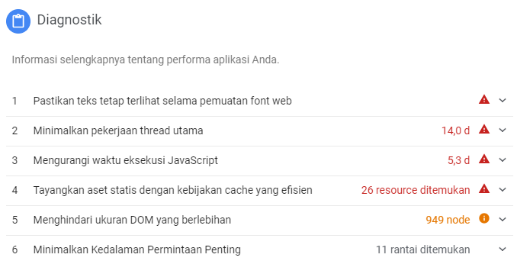 Diagnostik
Informasi selengkapnya tentang performa aplikasi Anda.
1 Pastikan teks tetap terlihat selama pemuatan font web
2 Minimalkan pekerjaan thread utama 14,0 d
3 Mengurangi waktu eksekusi JavaScript 5,3 d
4 Tayangkan aset statis dengan kebijakan cache yang efisien 26 resource ditemukan
5 Menghindari ukuran DOM yang berlebihan 949 node
6 Minimalkan Kedalaman Permintaan Penting 11 rantai ditemukan